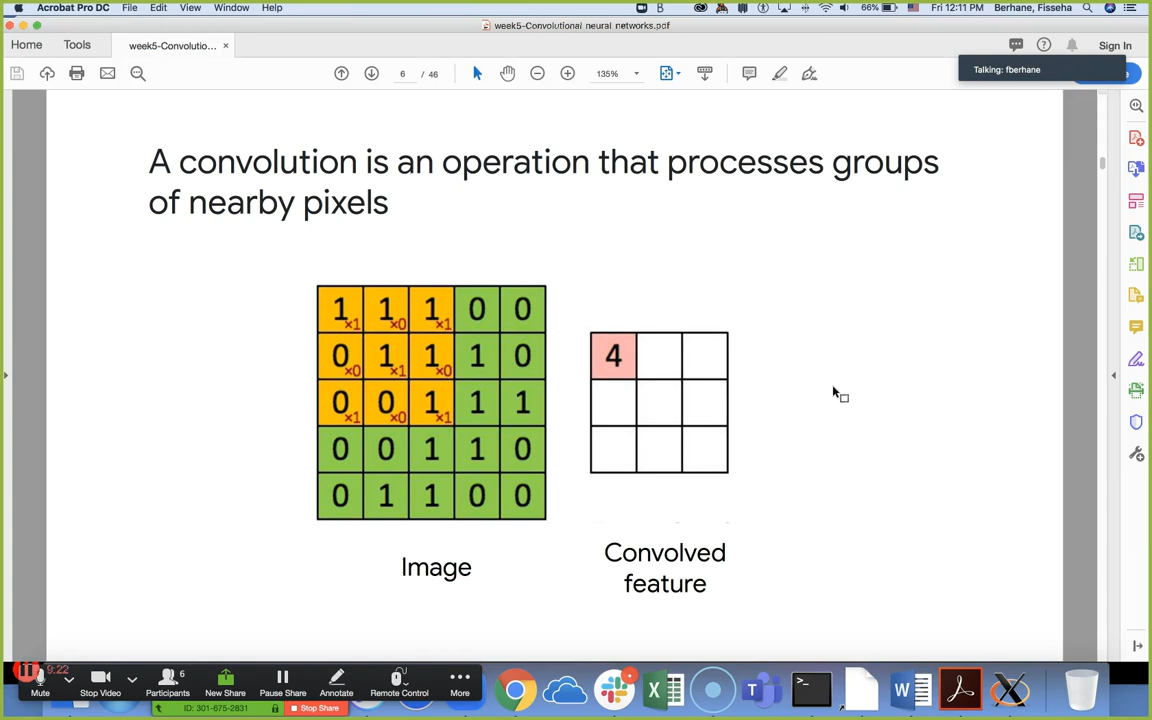 Acrobat Pro DC File Edit View Window Help 66% Fri 12:11 PM Berhane, Fisseha
week5-Convolutional neural networks.pdf
Home Tools week5-Convolutio... × Sign In
6 / 46 135%
Talking: fberhane
A convolution is an operation that processes groups
of nearby pixels
1×1 1×0 1×1 0 0
0×0 1×1 1×0 1 0
0×1 0×0 1×1 1 1
0 0 1 1 0
0 1 1 0 0
4
Image
Convolved
feature
9:22
Mute Stop Video Participants 6 New Share Pause Share Annotate Remote Control More
ID: 301-675-2831 Stop Share